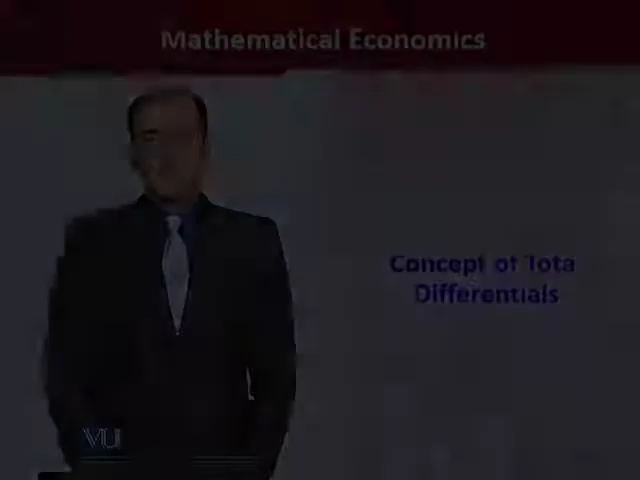 Mathematical Economics
Concept of Tota
Differentials
VU